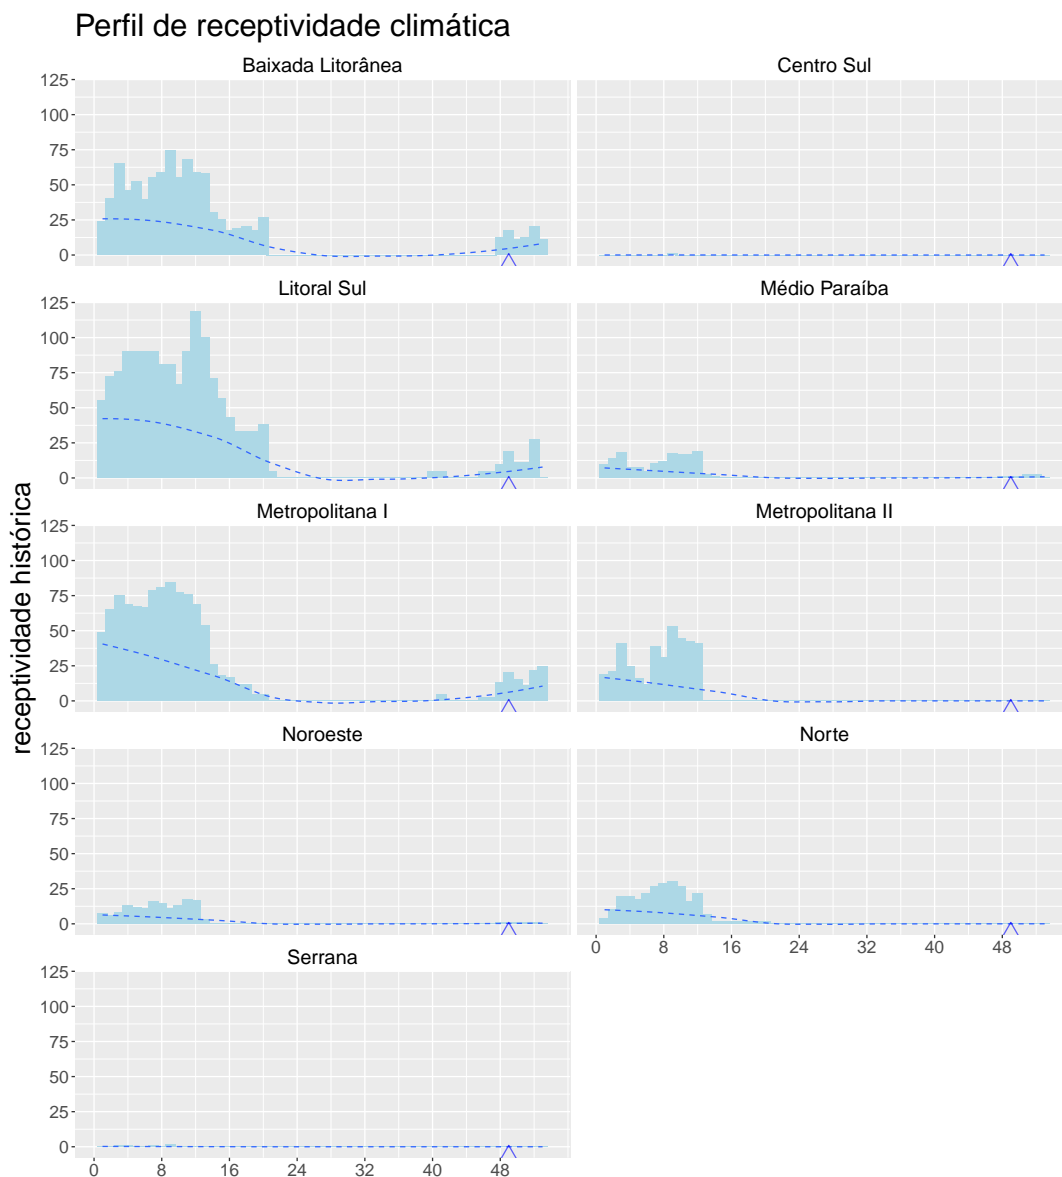 Perfil de receptividade climática
Baixada Litorânea
Centro Sul
125
100
75
50
25
0
Litoral Sul
Médio Paraíba
125
100
75
50
25
0
Metropolitana I
Metropolitana II
125
100
75
50
25
0
receptividade histórica
Noroeste
Norte
125
100
75
50
25
0
0 8 16 24 32 40 48
Serrana
125
100
75
50
25
0
0 8 16 24 32 40 48